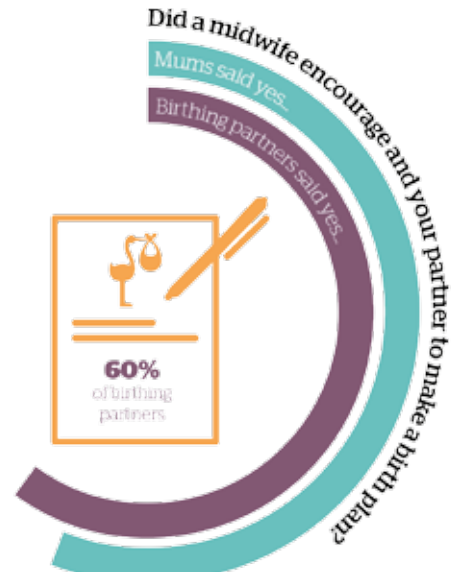 Did a midwife encourage and your partner to make a birth plan?
Mums said yes...
Birthing partners said yes...
60%
of birthing
partners